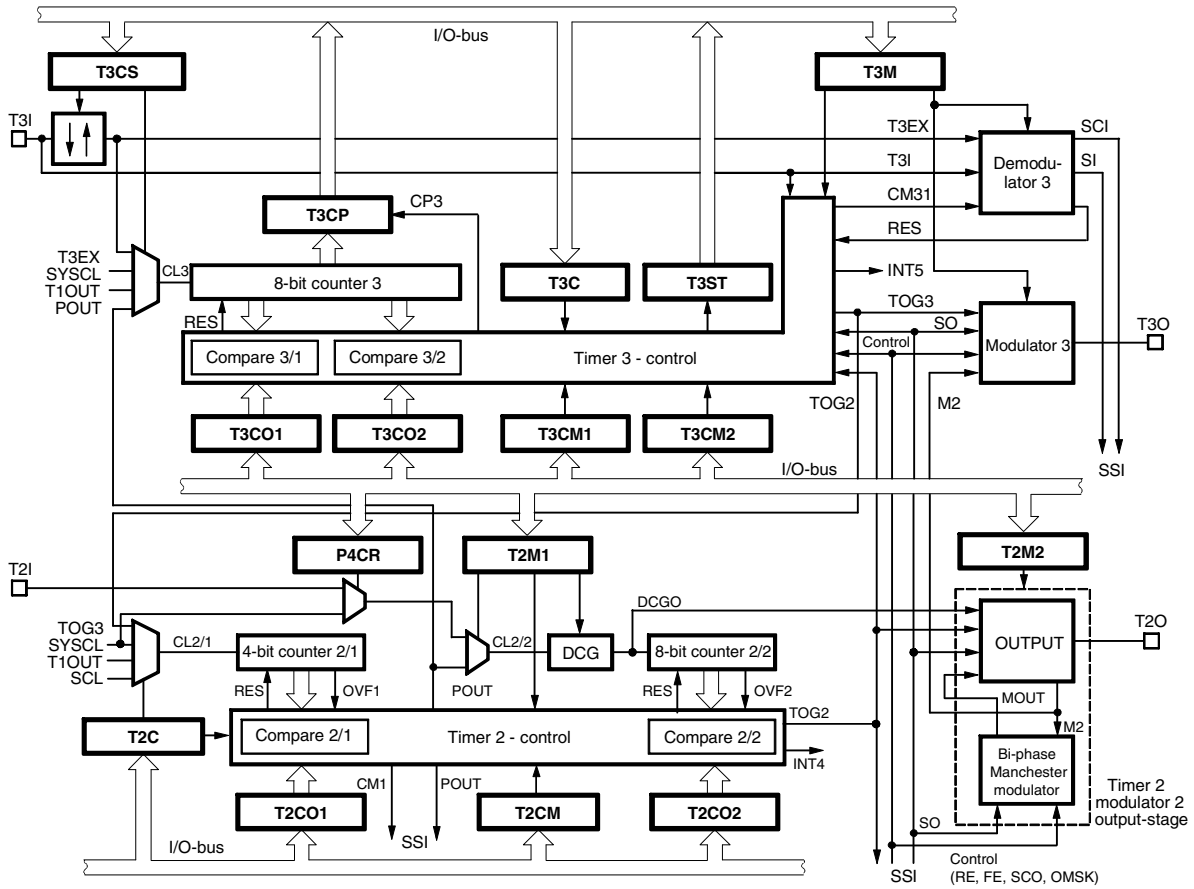 I/O-bus
T3CS
T3M
T3I
T3EX
SCI
T3I
SI
Demodu-
lator 3
CM31
T3CP
CP3
RES
T3EX
SYSCL
T1OUT
POUT
CL3
8-bit counter 3
T3C
T3ST
INT5
RES
TOG3
SO
T3O
Compare 3/1
Compare 3/2
Timer 3 - control
Control
Modulator 3
TOG2
M2
T3CO1
T3CO2
T3CM1
T3CM2
I/O-bus
SSI
P4CR
T2M1
T2M2
T2I
DCGO
T2O
TOG3
SYSCL
T1OUT
SCL
CL2/1
4-bit counter 2/1
CL2/2
DCG
8-bit counter 2/2
OUTPUT
RES
OVF1
POUT
RES
OVF2
MOUT
TOG2
M2
T2C
Compare 2/1
Timer 2 - control
Compare 2/2
INT4
Bi-phase
Manchester
modulator
CM1
POUT
Timer 2
modulator 2
output-stage
T2CO1
T2CM
T2CO2
SSI
SO
I/O-bus
SSI
Control
(RE, FE, SCO, OMSK)